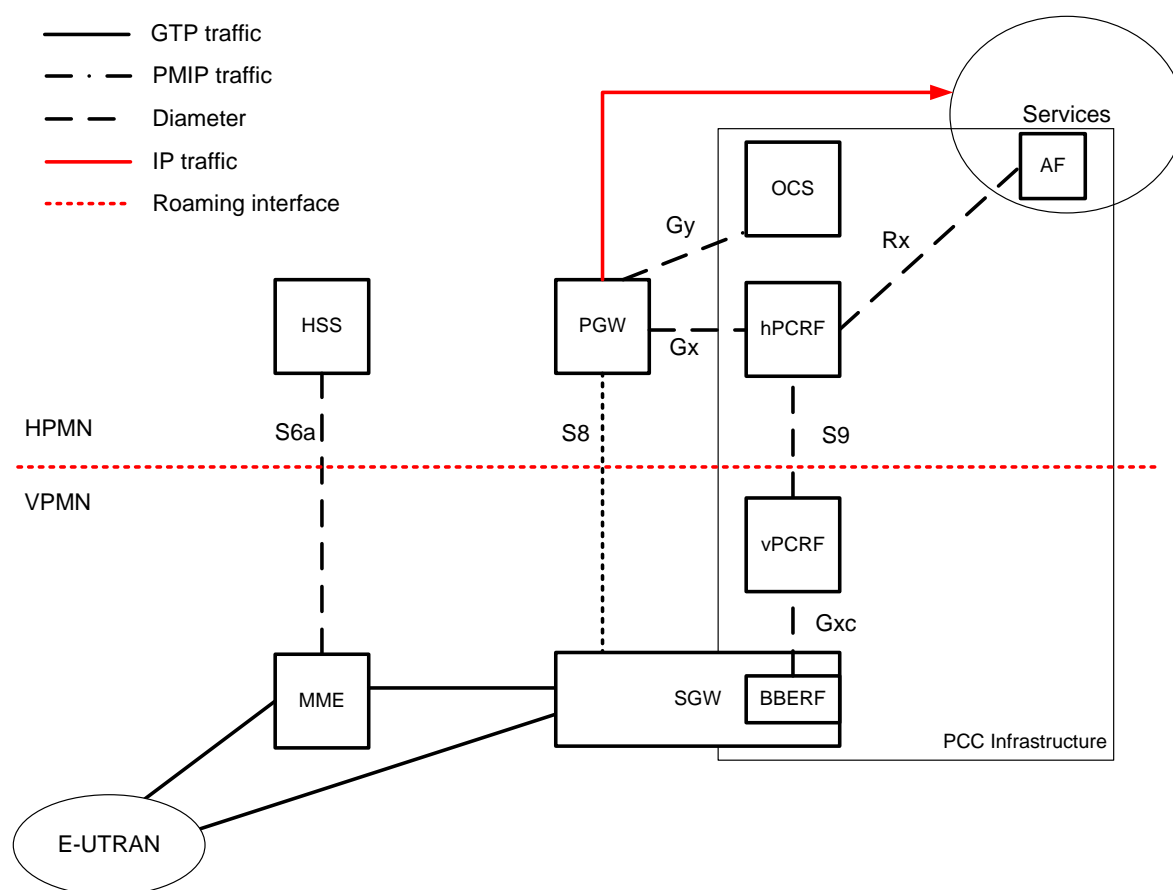 GTP traffic
PMIP traffic
Diameter
IP traffic
Roaming interface
Services
AF
OCS
Gy
Rx
HSS
PGW
hPCRF
Gx
HPMN
S6a
S8
S9
VPMN
vPCRF
Gxc
MME
SGW
BBERF
PCC Infrastructure
E-UTRAN